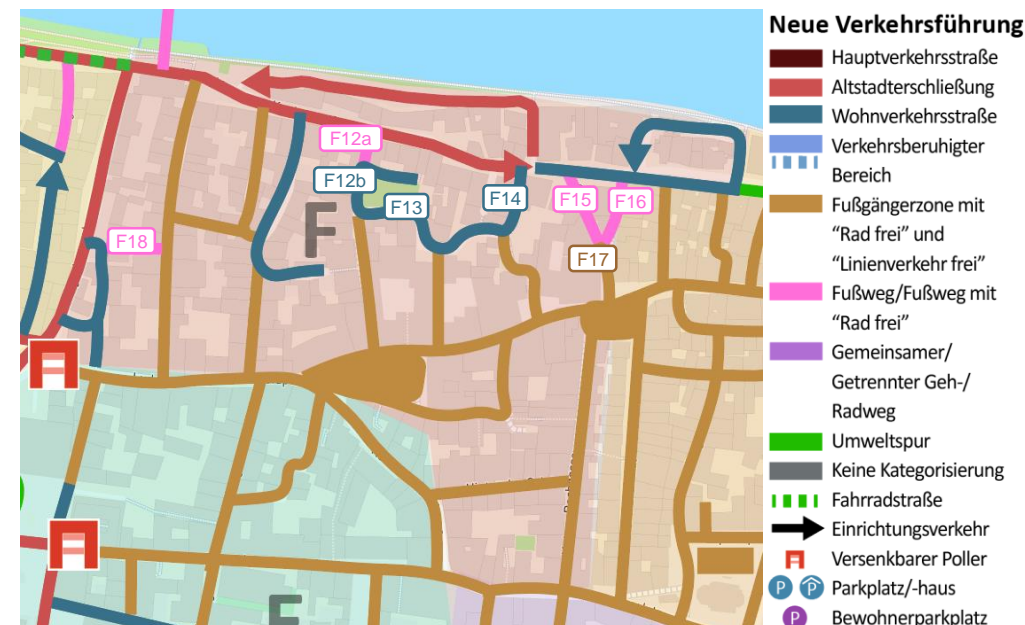 Neue Verkehrsführung
Hauptverkehrsstraße
Altstadterschließung
Wohnverkehrsstraße
Verkehrsberuhigter
Bereich
Fußgängerzone mit
“Rad frei” und
“Linienverkehr frei”
Fußweg/Fußweg mit
“Rad frei”
Gemeinsamer/
Getrennter Geh-/
Radweg
Umweltspur
Keine Kategorisierung
Fahrradstraße
Einrichtungsverkehr
Versenkbarer Poller
P P Parkplatz/-haus
P Bewohnerparkplatz
F12a
F12b
F13
F14
F15
F16
F17
F18
F
F